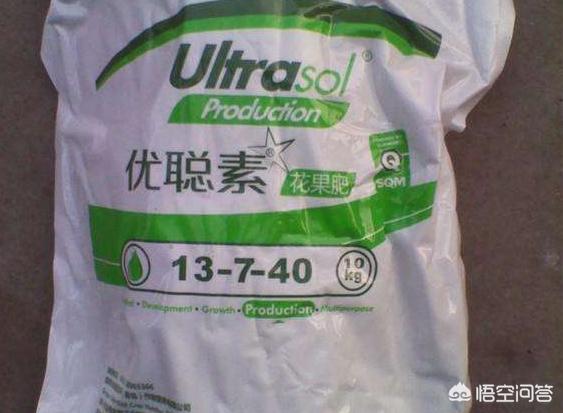 Ultrasol®
Production
优聪素®
花果肥
SQM
13-7-40
10
kg
Development • Growth • Production • Multipurpose
悟空问答